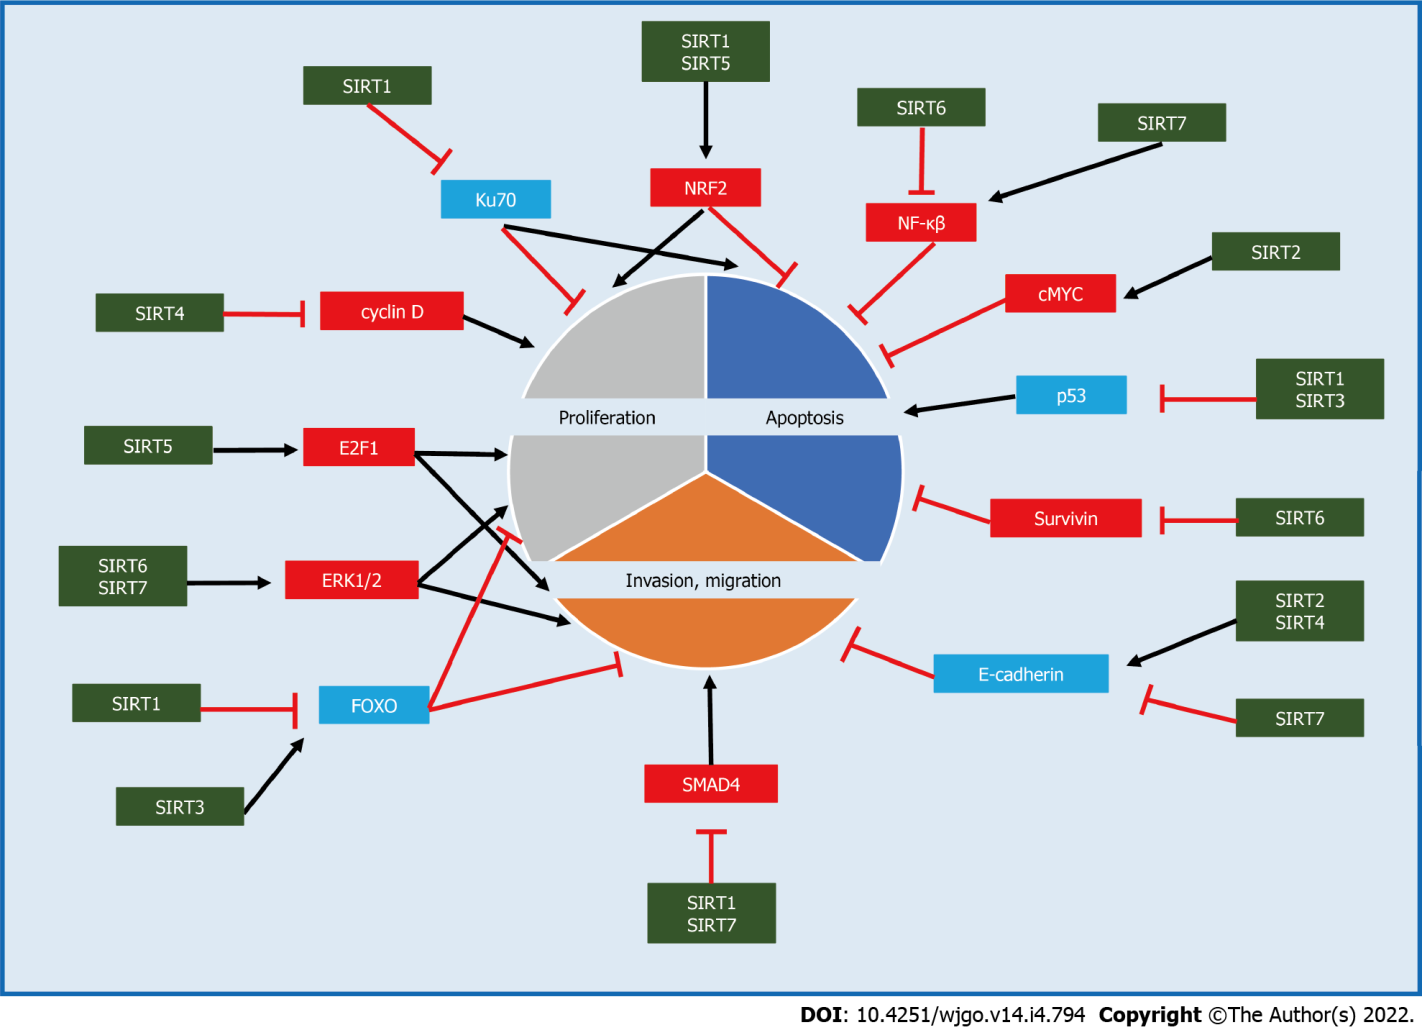 SIRT1
SIRT5
SIRT1
SIRT6
SIRT7
Ku70
NRF2
NF-κβ
SIRT2
cMYC
SIRT4
cyclin D
p53
SIRT1
SIRT3
Proliferation
Apoptosis
SIRT5
E2F1
Survivin
SIRT6
SIRT6
SIRT7
ERK1/2
Invasion, migration
SIRT2
SIRT4
E-cadherin
SIRT1
FOXO
SIRT7
SIRT3
SMAD4
SIRT1
SIRT7
DOI: 10.4251/wjgo.v14.i4.794 Copyright ©The Author(s) 2022.